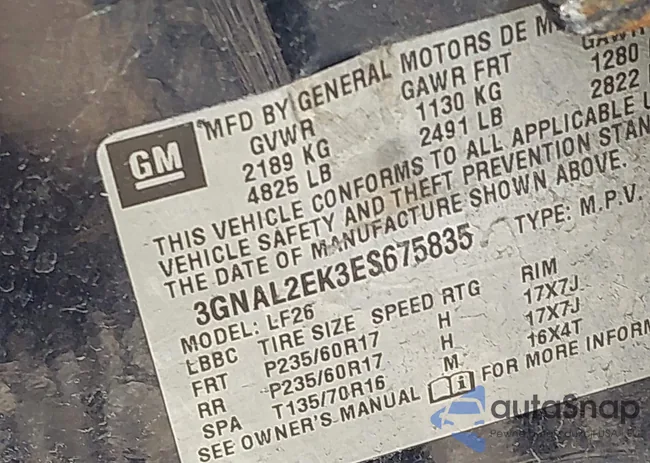 MFD BY GENERAL MOTORS DE
GM
GVWR GAWR FRT GAWR
2189 KG 1130 KG 1280
4825 LB 2491 LB 2822
THIS VEHICLE CONFORMS TO ALL APPLICABLE
VEHICLE SAFETY AND THEFT PREVENTION STAN
THE DATE OF MANUFACTURE SHOWN ABOVE.
3GNAL2EK3ES675835 TYPE: M.P.V.
MODEL: LF26
LBBC TIRE SIZE SPEED RTG RIM
FRT P235/60R17 H 17X7J
RR P235/60R17 H 17X7J
SPA T135/70R16 M 16X4T
SEE OWNER'S MANUAL FOR MORE INFORM
autoSnap